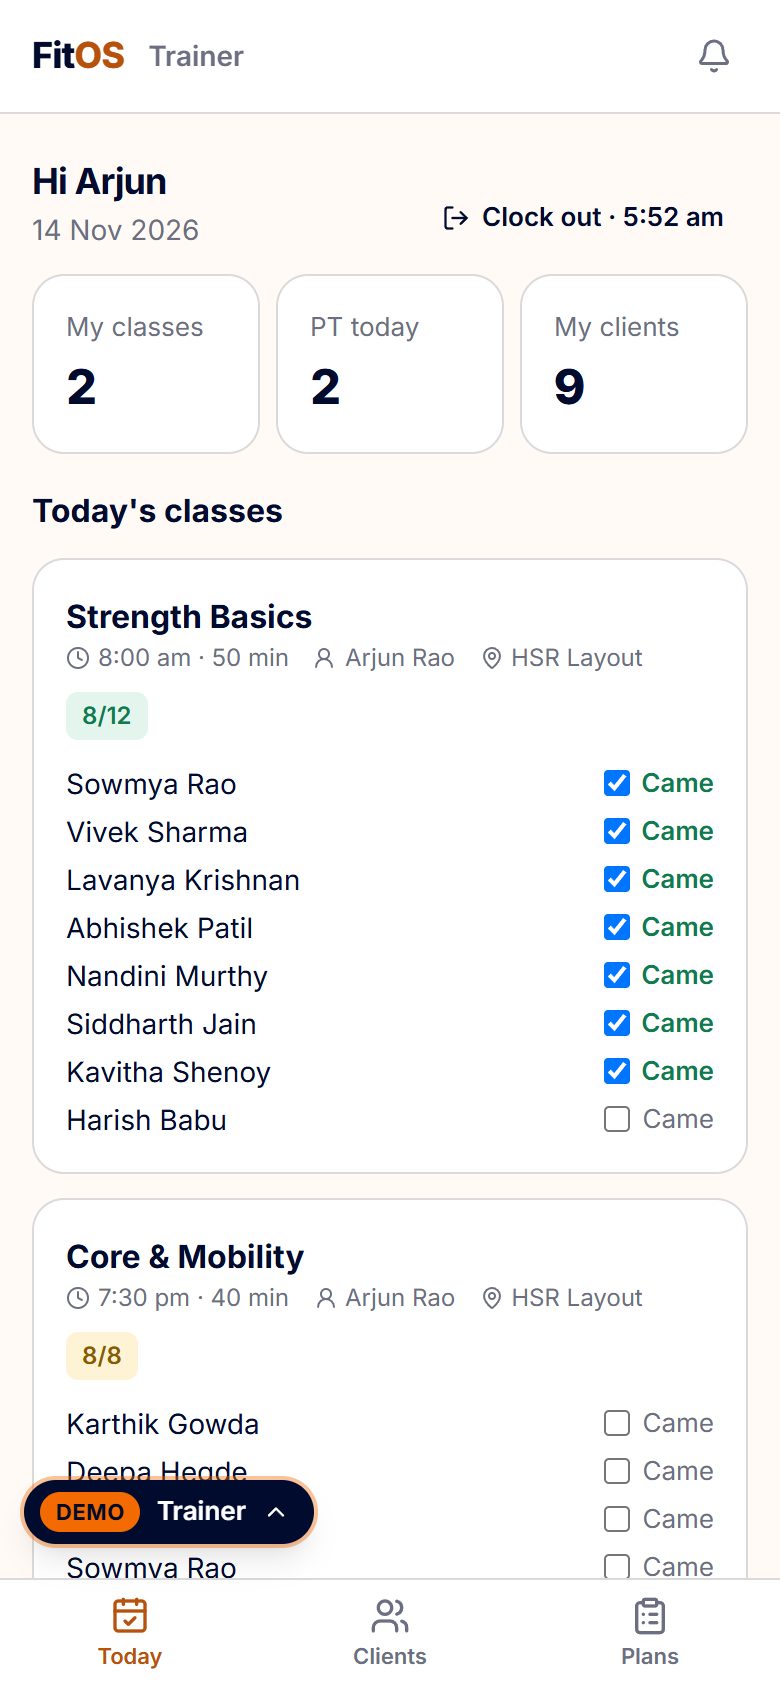 FitOS Trainer
Hi Arjun
14 Nov 2026
Clock out · 5:52 am
My classes
2
PT today
2
My clients
9
Today's classes
Strength Basics
8:00 am · 50 min Arjun Rao HSR Layout
8/12
Sowmya Rao Came
Vivek Sharma Came
Lavanya Krishnan Came
Abhishek Patil Came
Nandini Murthy Came
Siddharth Jain Came
Kavitha Shenoy Came
Harish Babu Came
Core & Mobility
7:30 pm · 40 min Arjun Rao HSR Layout
8/8
Karthik Gowda Came
Deepa Hegde Came
Came
Sowmya Rao Came
DEMO Trainer
Today Clients Plans